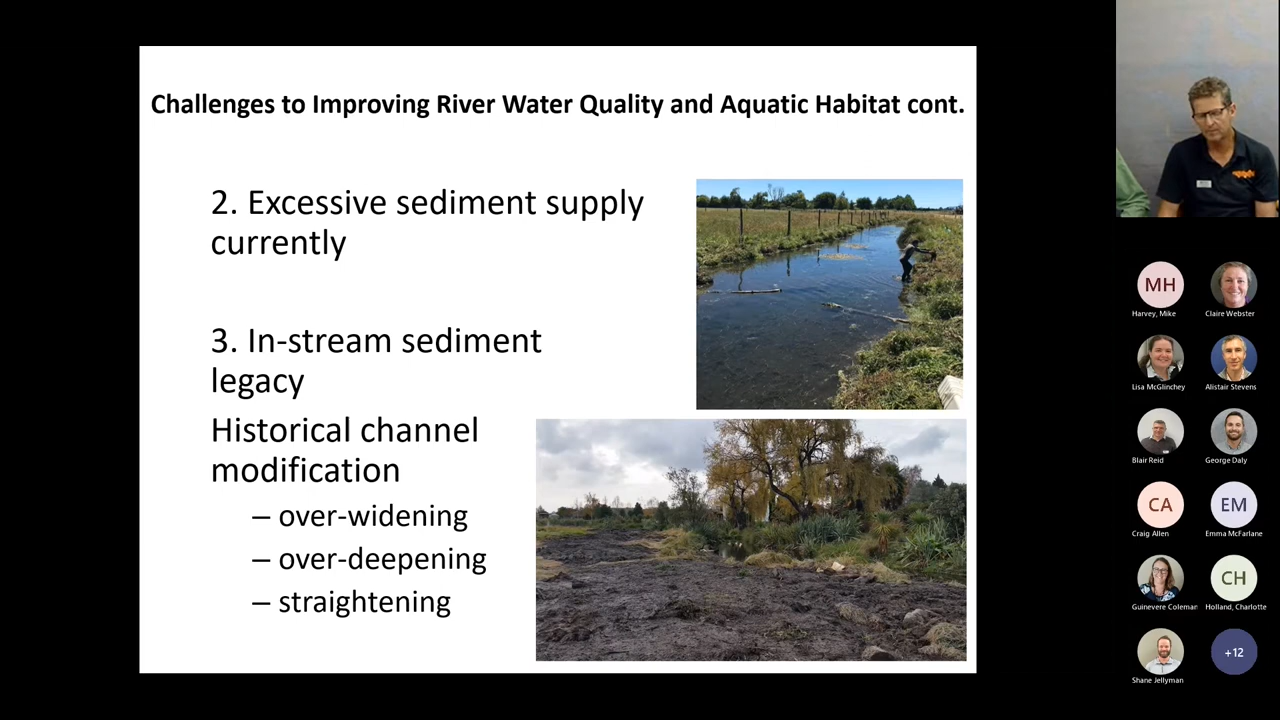 Challenges to Improving River Water Quality and Aquatic Habitat cont.
2. Excessive sediment supply
currently
3. In-stream sediment
legacy
Historical channel
modification
– over-widening
– over-deepening
– straightening
MH
Harvey, Mike
Claire Webster
Lisa McGlinchey
Alistair Stevens
Blair Reid
George Daly
CA
Craig Allen
EM
Emma McFarlane
Guinevere Coleman
CH
Holland, Charlotte
Shane Jellyman
+12